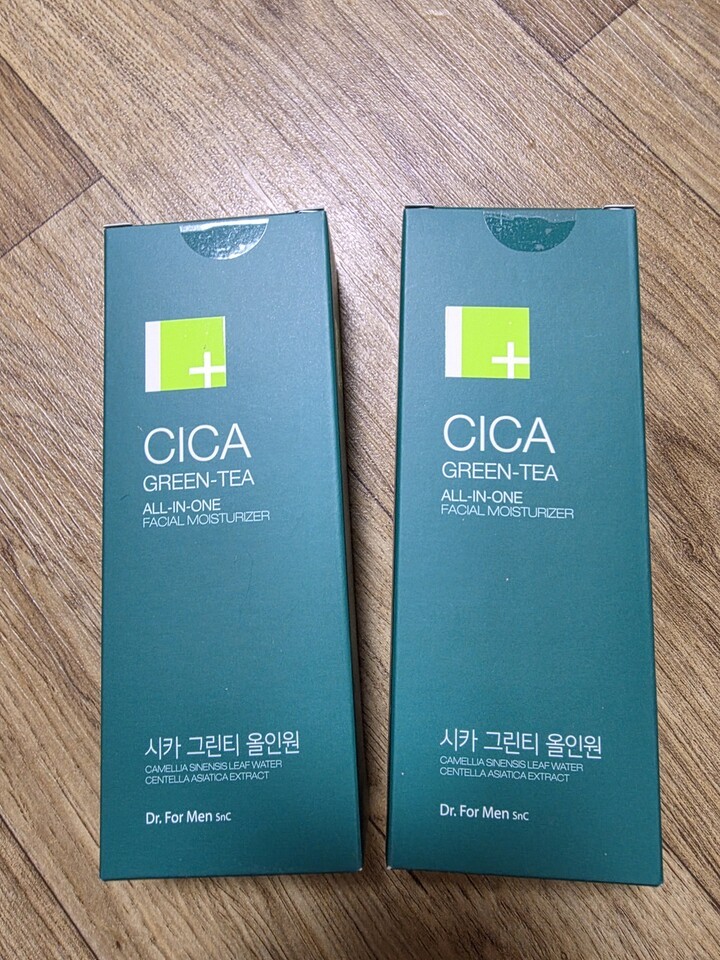 CICA
GREEN-TEA
ALL-IN-ONE
FACIAL MOISTURIZER
시카 그린티 올인원
CAMELLIA SINENSIS LEAF WATER
CENTELLA ASIATICA EXTRACT
Dr. For Men SnC
CICA
GREEN-TEA
ALL-IN-ONE
FACIAL MOISTURIZER
시카 그린티 올인원
CAMELLIA SINENSIS LEAF WATER
CENTELLA ASIATICA EXTRACT
Dr. For Men SnC